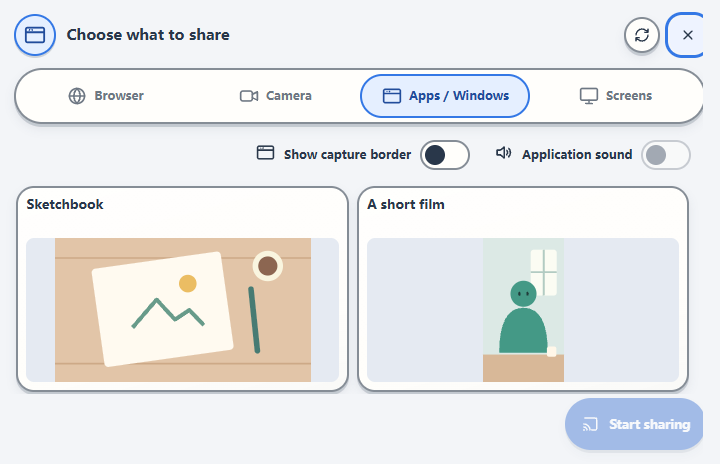 Choose what to share
Browser
Camera
Apps / Windows
Screens
Show capture border
Application sound
Sketchbook
A short film
Start sharing